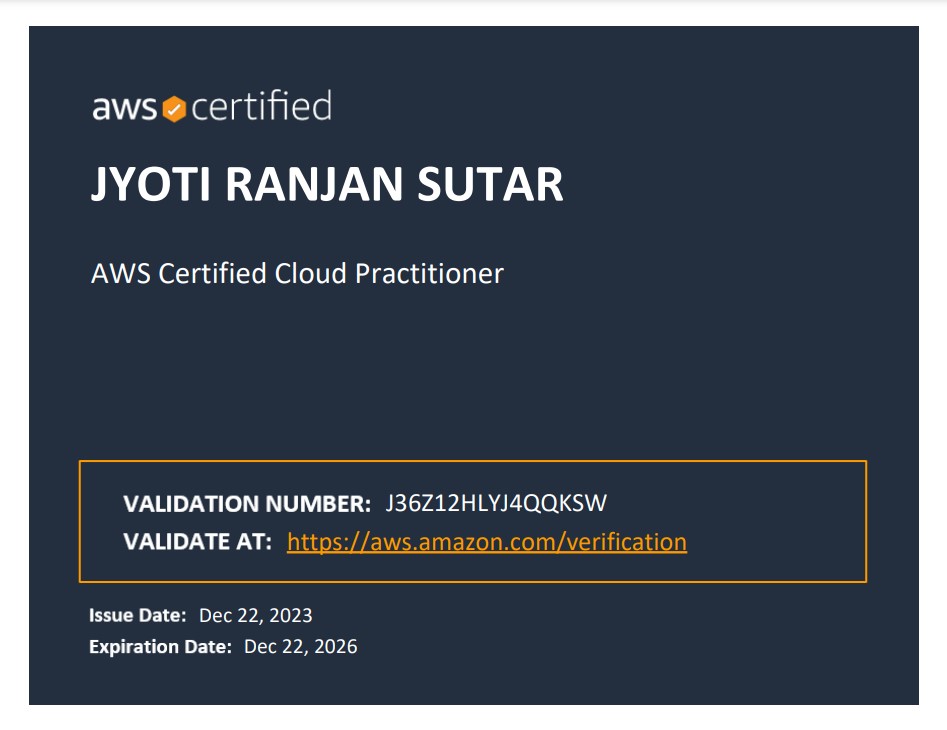 aws certified
JYOTI RANJAN SUTAR
AWS Certified Cloud Practitioner
VALIDATION NUMBER: J36Z12HLYJ4QQKSW
VALIDATE AT: https://aws.amazon.com/verification
Issue Date: Dec 22, 2023
Expiration Date: Dec 22, 2026